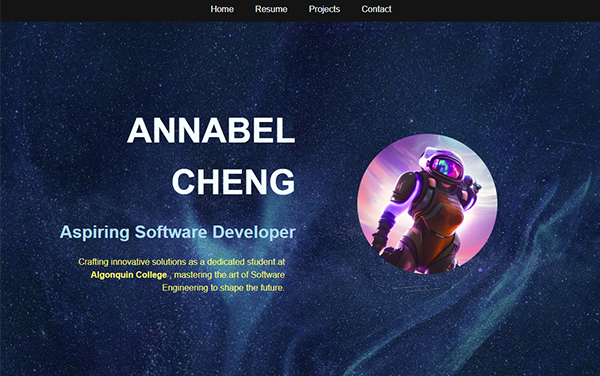 Home Resume Projects Contact
ANNABEL
CHENG
Aspiring Software Developer
Crafting innovative solutions as a dedicated student at
Algonquin College , mastering the art of Software
Engineering to shape the future.